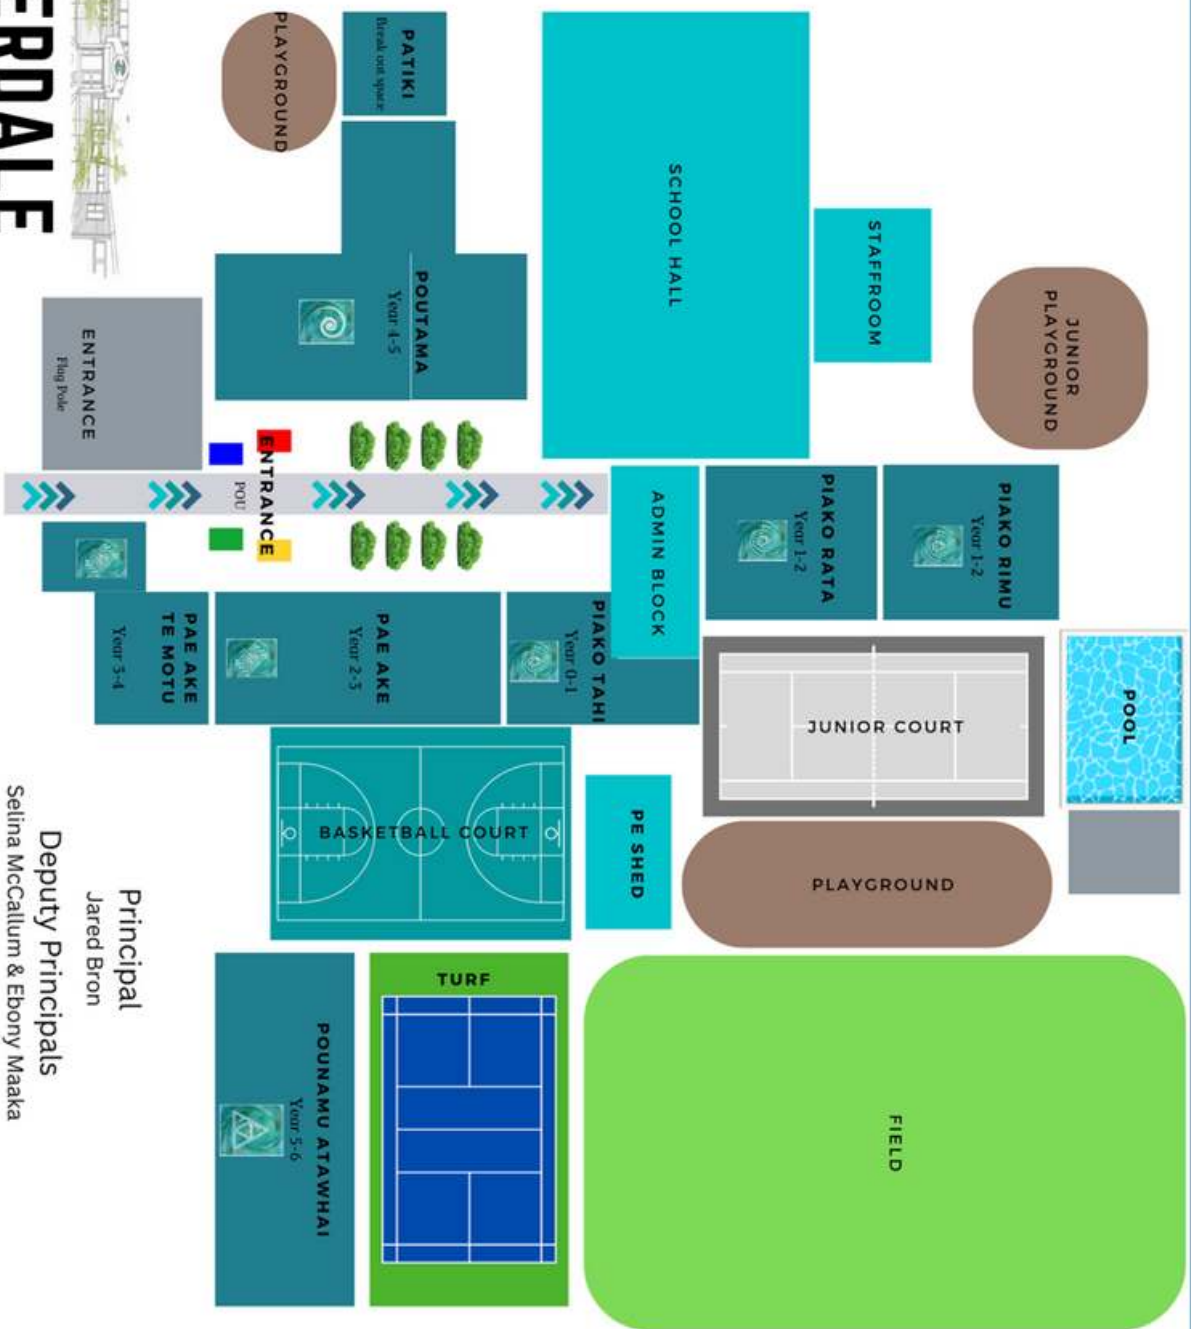 POOL
JUNIOR
PLAYGROUND
PIAKO RIMU
Year 1-2
FIELD
STAFFROOM
PIAKO RATA
Year 1-2
JUNIOR COURT
PLAYGROUND
SCHOOL HALL
ADMIN BLOCK
PE SHED
PIAKO TAHI
Year 0-1
TURF
BASKETBALL COURT
PATIKI
Break out space
POUTAMA
Year 4-5
PAE AKE
Year 2-3
POUNAMU ATAWHAI
Year 5-6
PLAYGROUND
ENTRANCE
POU
PAE AKE
TE MOTU
Year 3-4
ENTRANCE
Flag Pole
ERDALE
Principal
Jared Bron
Deputy Principals
Selina McCallum & Ebony Maaka